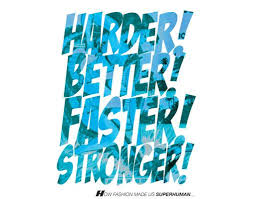 HARDER!
BETTER!
FASTER!
STRONGER!
HOW FASHION MADE US SUPERHUMAN...